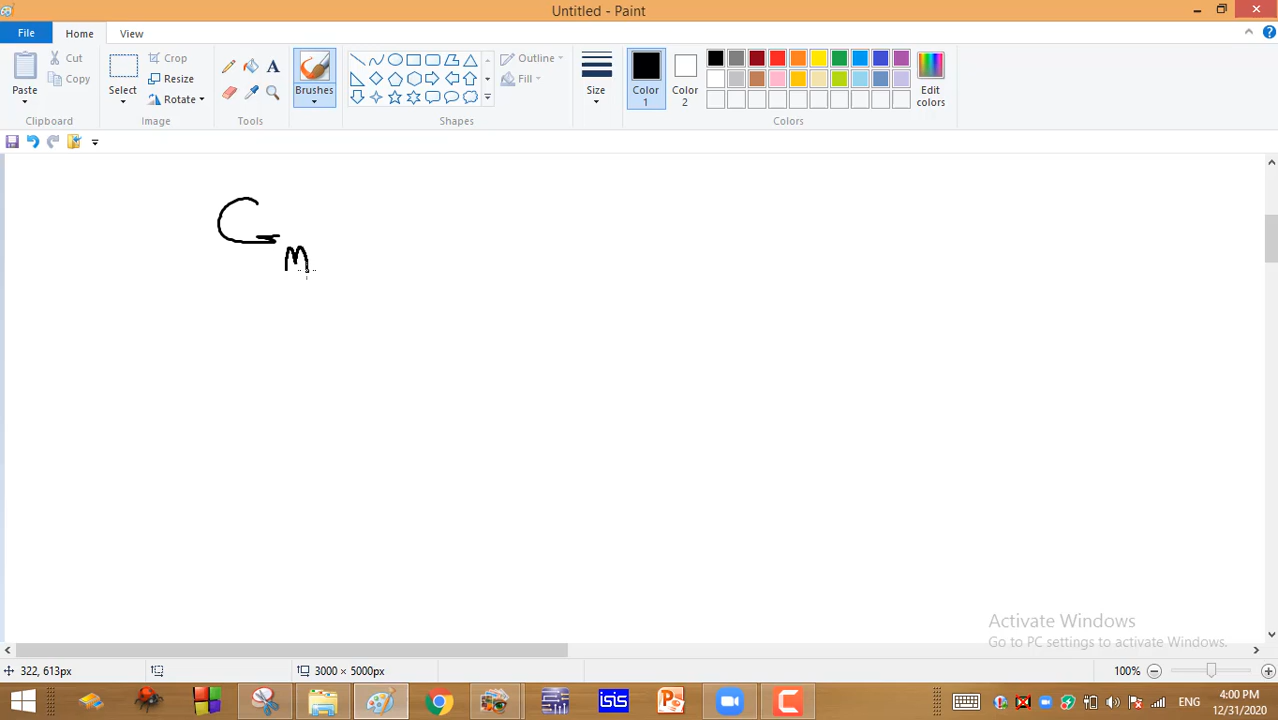 Untitled - Paint
File Home View
Paste Cut Copy Select Crop Resize Rotate A Brushes Outline Fill Size Color 1 Color 2 Edit colors
Clipboard Image Tools Shapes Colors
G
M
Activate Windows
Go to PC settings to activate Windows.
322, 613px 3000 × 5000px 100%
isis ENG 4:00 PM
12/31/2020